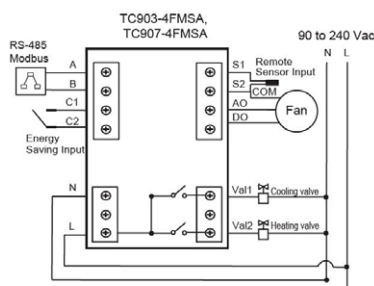 TC903-4FMSA,
TC907-4FMSA
90 to 240 Vac
N L
RS-485
Modbus
A
B
C1
C2
Energy
Saving Input
S1
S2
COM
AO
DO
Remote
Sensor Input
Fan
N
L
Val1
Cooling valve
Val2
Heating valve